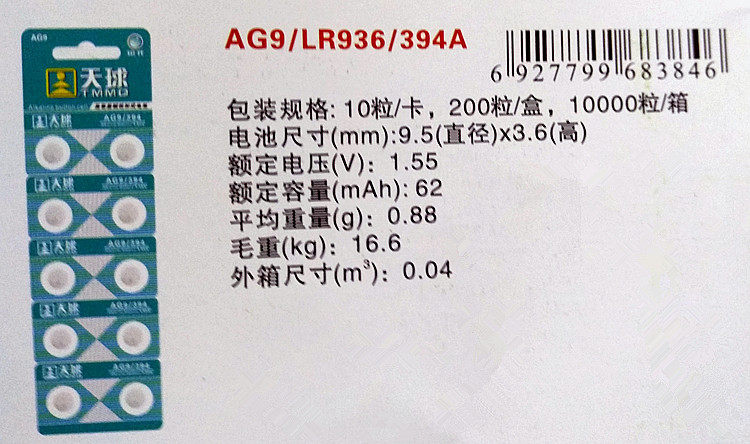 AG9
天球
TMMQ
天球 AG9/394
天球 AG9/394
天球 AG9/394
天球 AG9/394
天球 AG9/394
AG9/LR936/394A
6 927799 683846
包装规格: 10粒/卡，200粒/盒，10000粒/箱
电池尺寸(mm):9.5(直径)x3.6(高)
额定电压(V): 1.55
额定容量(mAh): 62
平均重量(g): 0.88
毛重(kg): 16.6
外箱尺寸(m³): 0.04